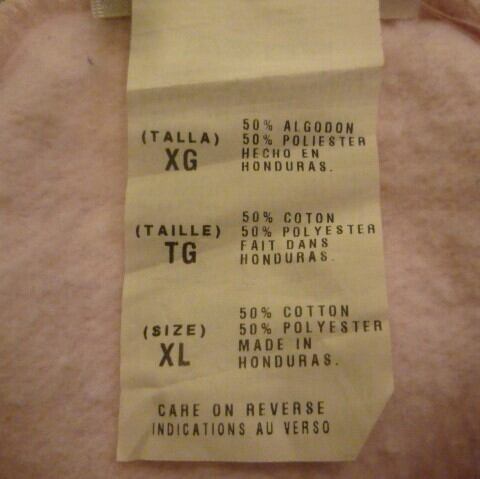 (TALLA)
XG
50% ALGODON
50% POLIESTER
HECHO EN
HONDURAS.
(TAILLE)
TG
50% COTON
50% POLYESTER
FAIT DANS
HONDURAS.
(SIZE)
XL
50% COTTON
50% POLYESTER
MADE IN
HONDURAS.
CARE ON REVERSE
INDICATIONS AU VERSO